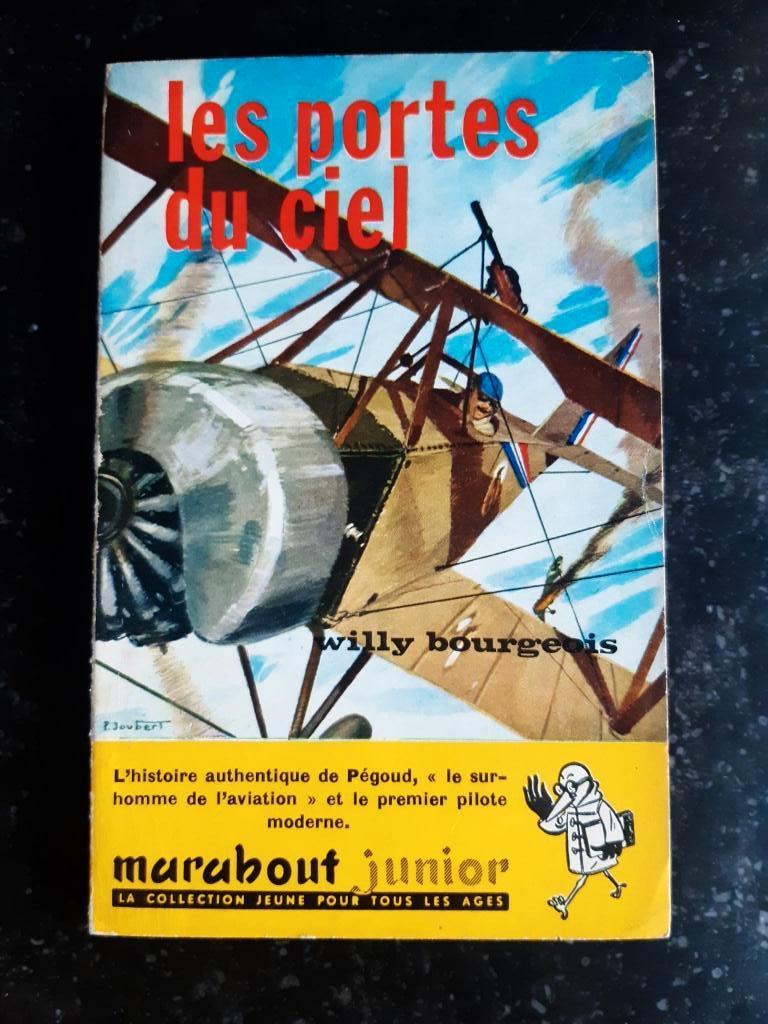 les portes
du ciel
willy bourgeois
P. Joubert
L'histoire authentique de Pégoud, « le sur-
homme de l'aviation » et le premier pilote
moderne.
marabout junior
LA COLLECTION JEUNE POUR TOUS LES AGES